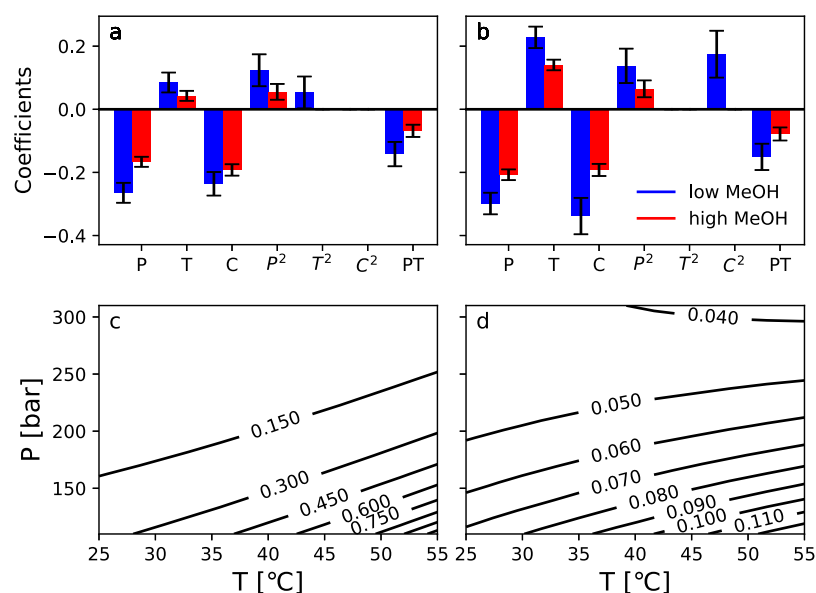 a
b
Coefficients
0.2
0.0
−0.2
−0.4
low MeOH
high MeOH
P T C P² T² C² PT
P T C P² T² C² PT
c
d
P [bar]
300
250
200
150
0.150
0.300
0.450
0.600
0.750
0.040
0.050
0.060
0.070
0.080
0.090
0.100
0.110
25 30 35 40 45 50 55
25 30 35 40 45 50 55
T [°C]
T [°C]